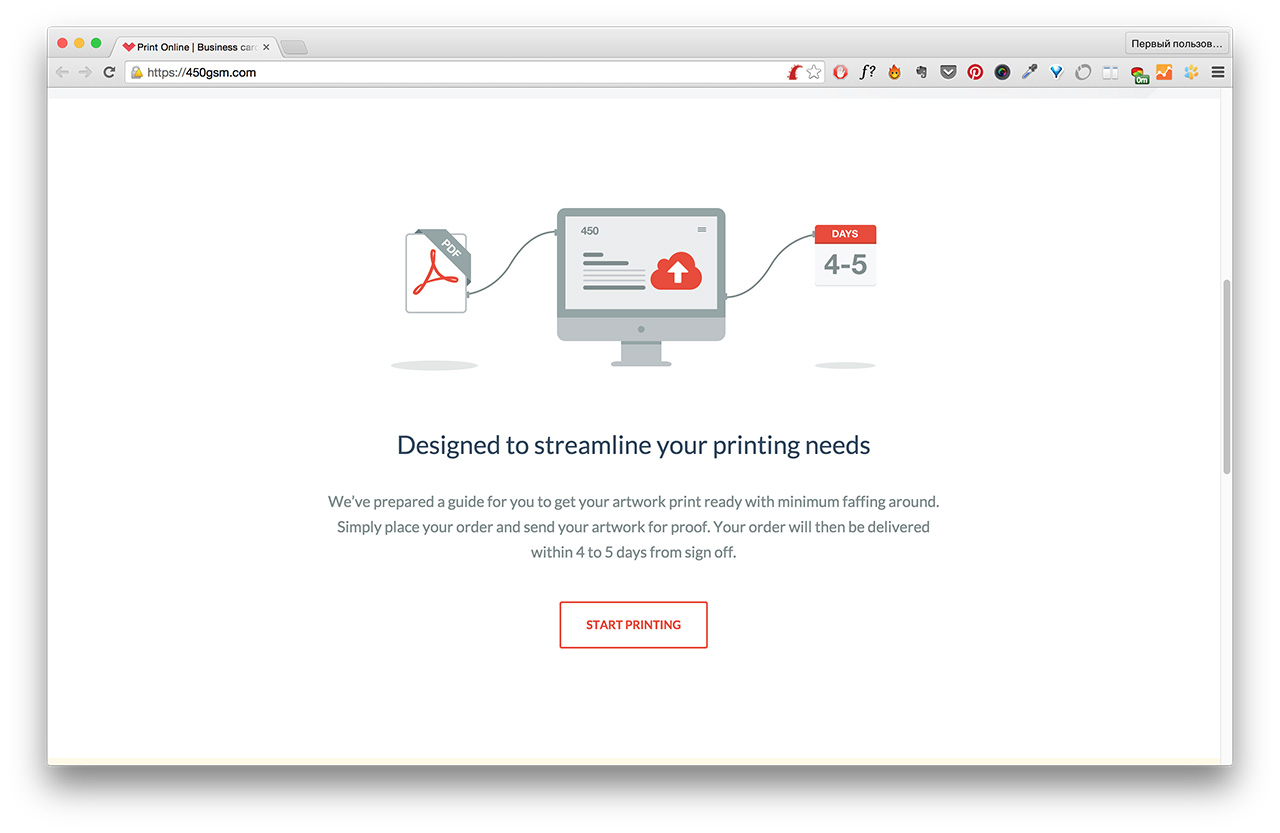 Print Online | Business car
Первый пользов...
https://450gsm.com
f?
0m
PDF
450
DAYS
4-5
Designed to streamline your printing needs
We've prepared a guide for you to get your artwork print ready with minimum faffing around.
Simply place your order and send your artwork for proof. Your order will then be delivered
within 4 to 5 days from sign off.
START PRINTING